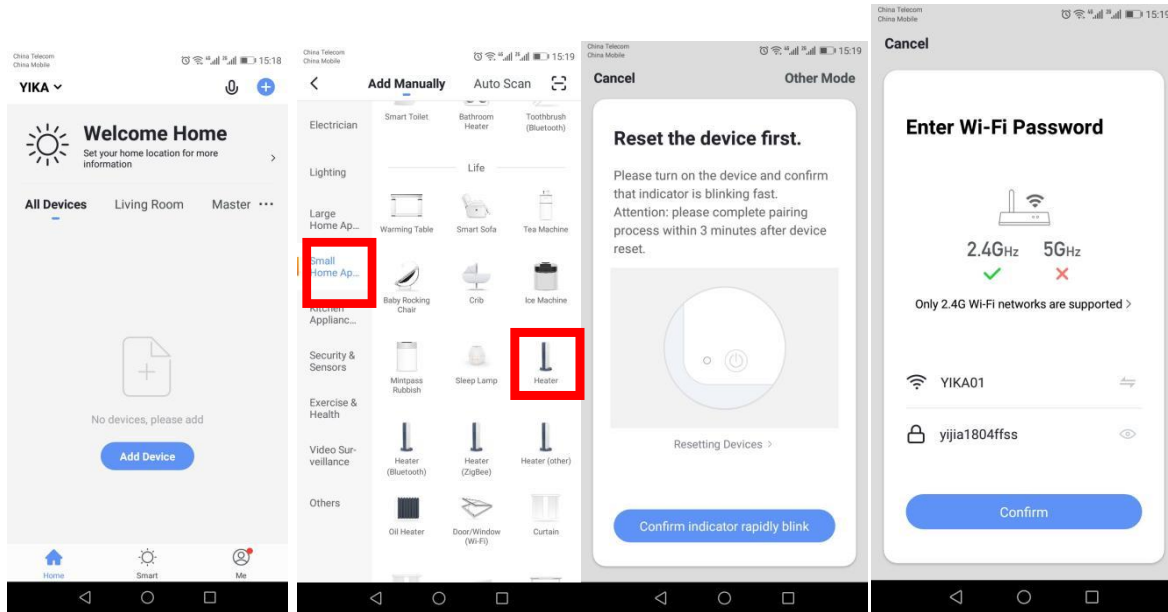 China Telecom
China Mobile
15:18
YIKA
Welcome Home
Set your home location for more
information
All Devices Living Room Master
No devices, please add
Add Device
Home Smart Me
China Telecom
China Mobile
15:19
Add Manually Auto Scan
Electrician
Lighting
Large
Home Ap...
Small
Home Ap...
Kitchen
Applianc...
Security &
Sensors
Exercise &
Health
Video Sur-
veillance
Others
Smart Toilet
Bathroom
Heater
Toothbrush
(Bluetooth)
Life
Warming Table
Smart Sofa
Tea Machine
Baby Rocking
Chair
Crib
Ice Machine
Mintpass
Rubbish
Sleep Lamp
Heater
Heater
(Bluetooth)
Heater
(ZigBee)
Heater (other)
Oil Heater
Door/Window
(Wi-Fi)
Curtain
China Telecom
China Mobile
15:19
Cancel Other Mode
Reset the device first.
Please turn on the device and confirm
that indicator is blinking fast.
Attention: please complete pairing
process within 3 minutes after device
reset.
Resetting Devices >
Confirm indicator rapidly blink
China Telecom
China Mobile
15:19
Cancel
Enter Wi-Fi Password
2.4GHz 5GHz
Only 2.4G Wi-Fi networks are supported >
YIKA01
yijia1804ffss
Confirm